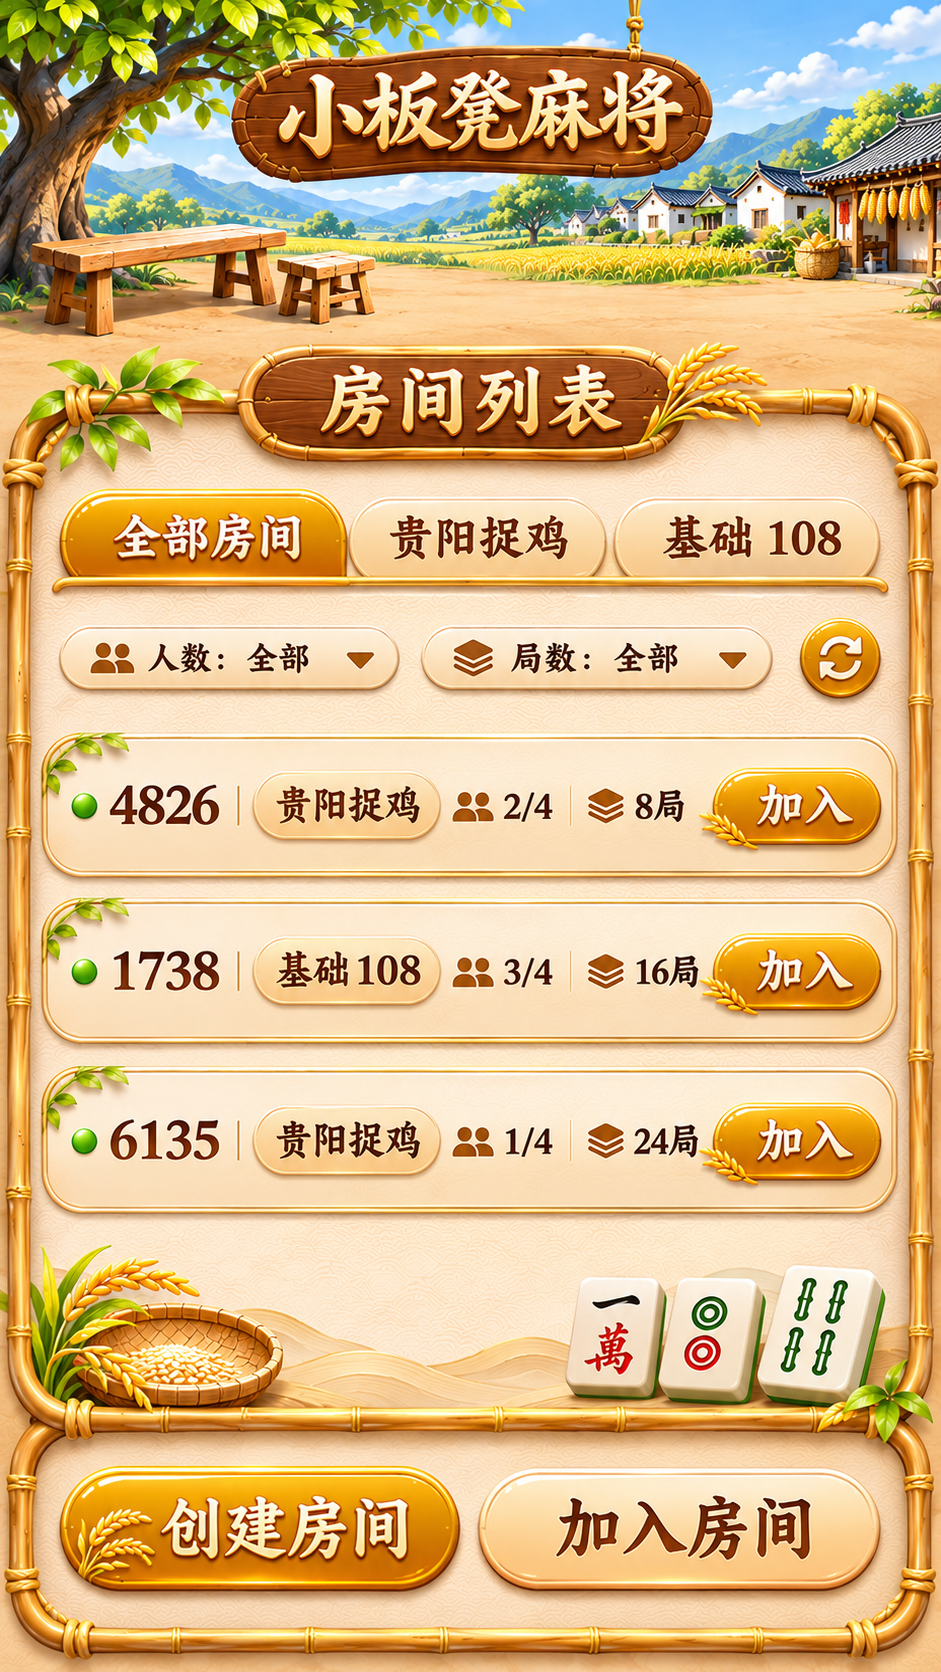 小板凳麻将
房间列表
全部房间 贵阳捉鸡 基础 108
人数：全部 局数：全部
4826 贵阳捉鸡 2/4 8局 加入
1738 基础 108 3/4 16局 加入
6135 贵阳捉鸡 1/4 24局 加入
一萬
创建房间 加入房间